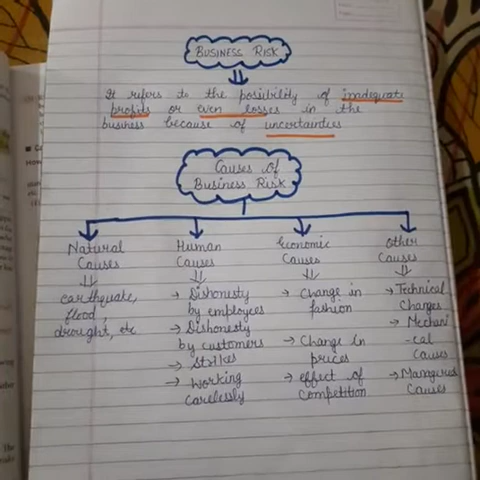 BUSINESS RISK
It refers to the posibility of inadequate
profits or even losses in the
business because of uncertainties
Causes of
Business Risk
Natural
Causes
earthquake,
flood,
drought, etc
Human
Causes
→ Dishonesty
by employees
→ Dishonesty
by customers
→ Strikes
→ Working
carelessly
Economic
Causes
→ Change in
fashion
→ Change in
prices
→ effect of
competition
Other
Causes
→ Technical
Changes
→ Mechani
-cal
causes
Causes